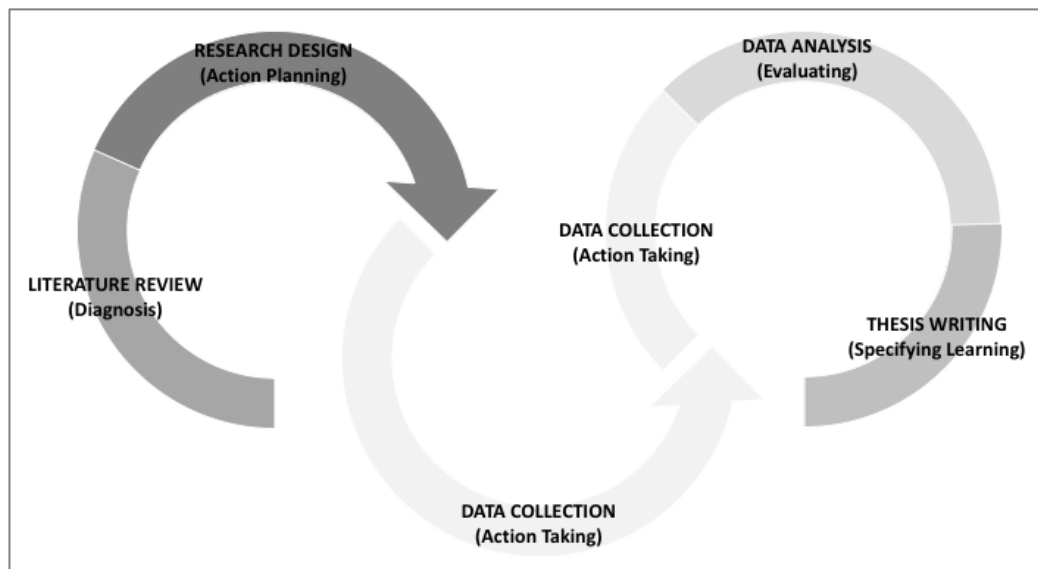 RESEARCH DESIGN
(Action Planning)
LITERATURE REVIEW
(Diagnosis)
DATA COLLECTION
(Action Taking)
DATA COLLECTION
(Action Taking)
DATA ANALYSIS
(Evaluating)
THESIS WRITING
(Specifying Learning)